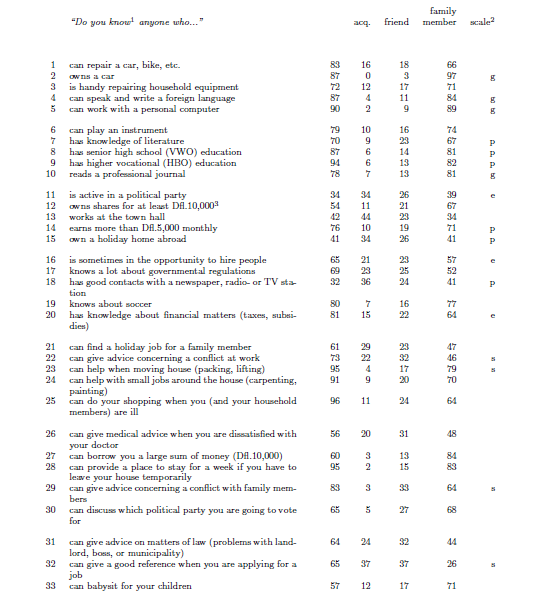 family
"Do you know¹ anyone who..." acq. friend member scale²
1 can repair a car, bike, etc. 83 16 18 66
2 owns a car 87 0 3 97 g
3 is handy repairing household equipment 72 12 17 71
4 can speak and write a foreign language 87 4 11 84 g
5 can work with a personal computer 90 2 9 89 g
6 can play an instrument 79 10 16 74
7 has knowledge of literature 70 9 23 67 p
8 has senior high school (VWO) education 87 6 14 81 p
9 has higher vocational (HBO) education 94 6 13 82 p
10 reads a professional journal 78 7 13 81 g
11 is active in a political party 34 34 26 39 e
12 owns shares for at least Dfl.10,000³ 54 11 21 67
13 works at the town hall 42 44 23 34
14 earns more than Dfl.5,000 monthly 76 10 19 71 p
15 own a holiday home abroad 41 34 26 41 p
16 is sometimes in the opportunity to hire people 65 21 23 57 e
17 knows a lot about governmental regulations 69 23 25 52
18 has good contacts with a newspaper, radio- or TV sta- 32 36 24 41 p
tion
19 knows about soccer 80 7 16 77
20 has knowledge about financial matters (taxes, subsi- 81 15 22 64 e
dies)
21 can find a holiday job for a family member 61 29 23 47
22 can give advice concerning a conflict at work 73 22 32 46 s
23 can help when moving house (packing, lifting) 95 4 17 79 s
24 can help with small jobs around the house (carpenting, 91 9 20 70
painting)
25 can do your shopping when you (and your household 96 11 24 64
members) are ill
26 can give medical advice when you are dissatisfied with 56 20 31 48
your doctor
27 can borrow you a large sum of money (Dfl.10,000) 60 3 13 84
28 can provide a place to stay for a week if you have to 95 2 15 83
leave your house temporarily
29 can give advice concerning a conflict with family mem- 83 3 33 64 s
bers
30 can discuss which political party you are going to vote 65 5 27 68
for
31 can give advice on matters of law (problems with land- 64 24 32 44
lord, boss, or municipality)
32 can give a good reference when you are applying for a 65 37 37 26 s
job
33 can babysit for your children 57 12 17 71